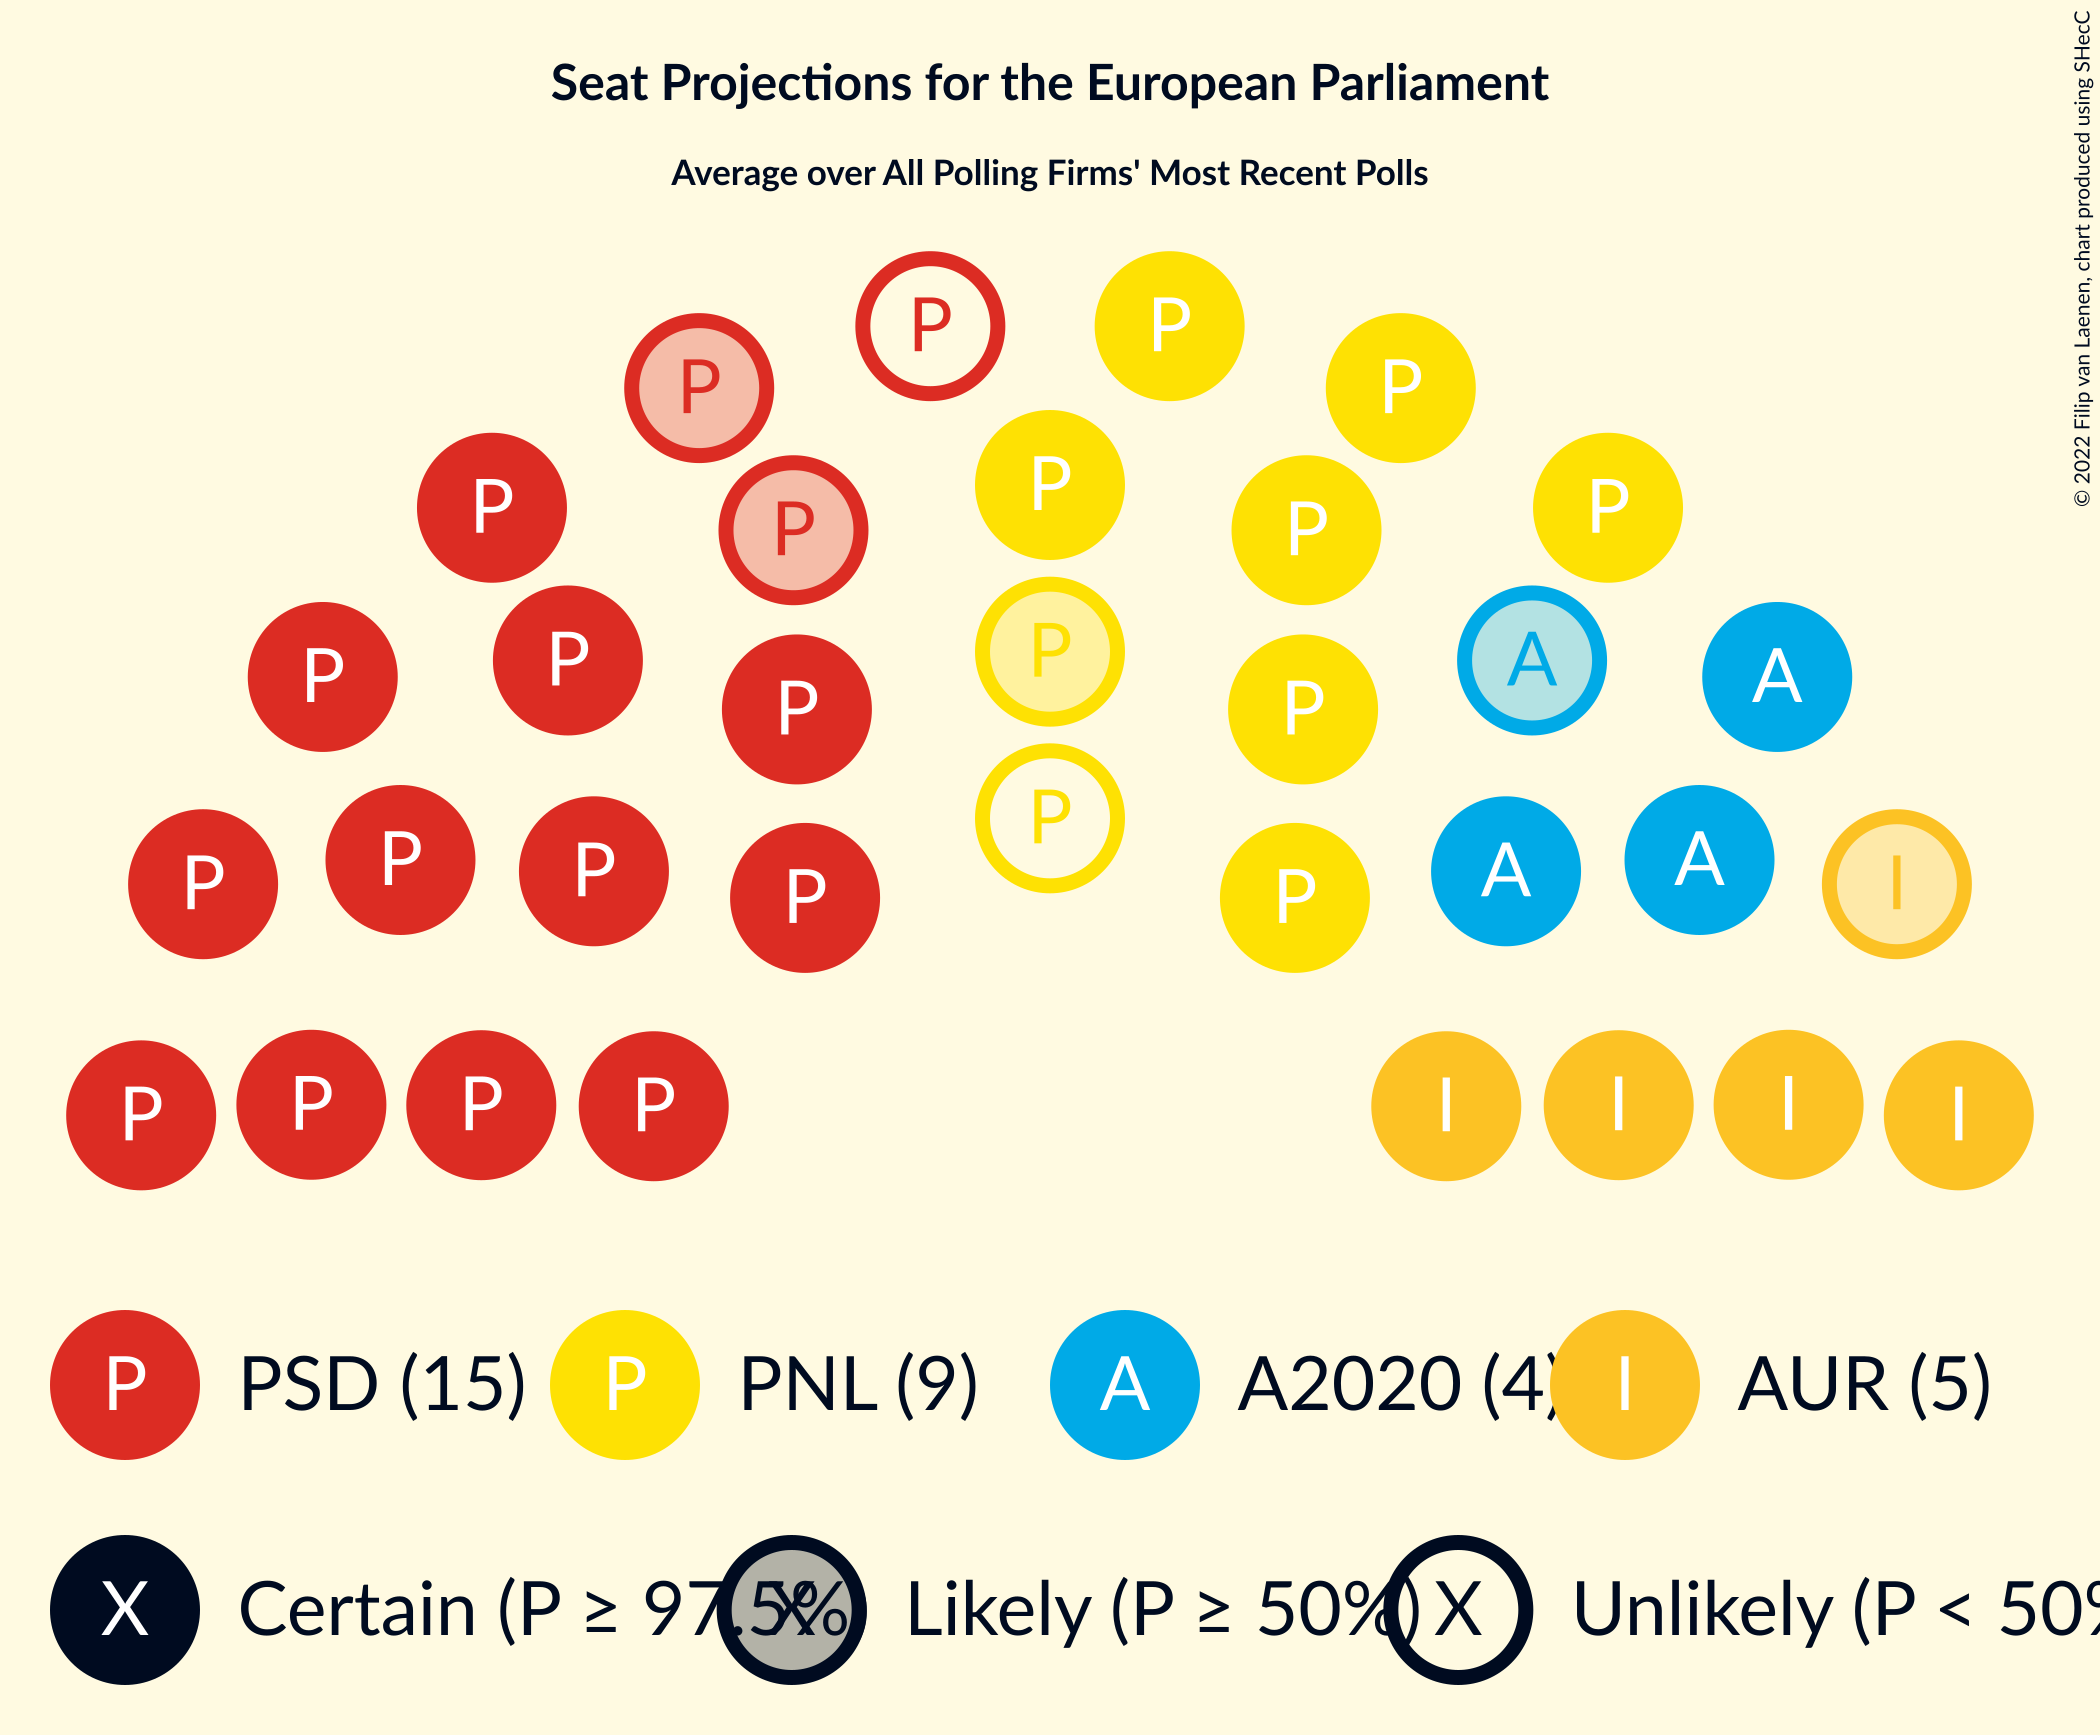 Seat Projections for the European Parliament
Average over All Polling Firms' Most Recent Polls
© 2022 Filip van Laenen, chart produced using SHecC
P P
P P
P P
P P P P
P P A
P P A
P P
P P P A A I
P P
P P P P I I I I
P PSD (15) P PNL (9) A A2020 (4) I AUR (5)
X Certain (P ≥ 97.5% X Likely (P ≥ 50%) X Unlikely (P < 50%